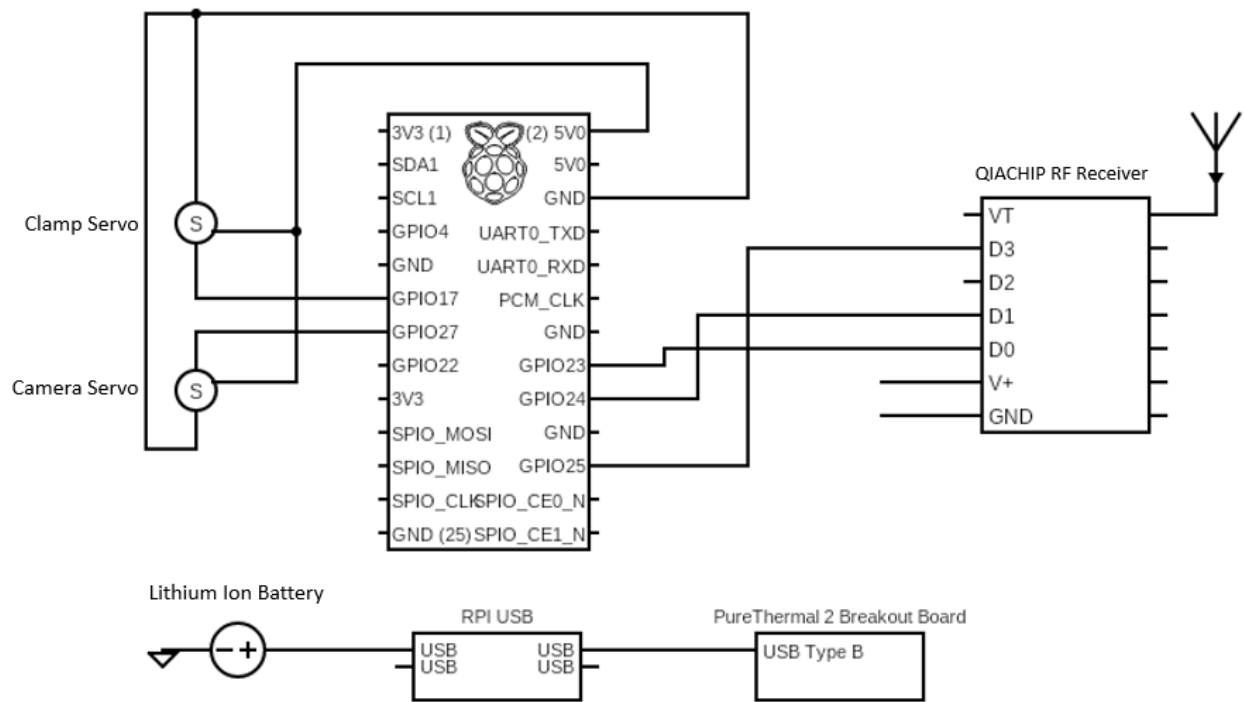 3V3 (1)
(2) 5V0
SDA1
5V0
SCL1
GND
QIACHIP RF Receiver
Clamp Servo
S
GPIO4
UART0_TXD
GND
UART0_RXD
GPIO17
PCM_CLK
GPIO27
GND
GPIO22
GPIO23
Camera Servo
S
3V3
GPIO24
SPIO_MOSI
GND
SPIO_MISO
GPIO25
SPIO_CLK
SPIO_CE0_N
GND (25)
SPIO_CE1_N
VT
D3
D2
D1
D0
V+
GND
Lithium Ion Battery
- +
RPI USB
USB
USB
USB
USB
PureThermal 2 Breakout Board
USB Type B